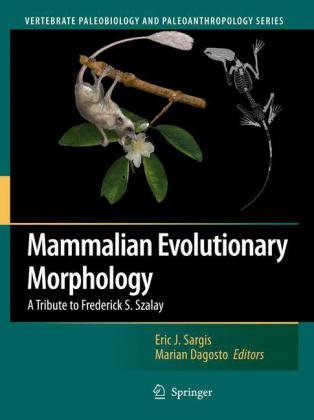 VERTEBRATE PALEOBIOLOGY AND PALEOANTHROPOLOGY SERIES
Mammalian Evolutionary
Morphology
A Tribute to Frederick S. Szalay
Eric J. Sargis
Marian Dagosto Editors
Springer